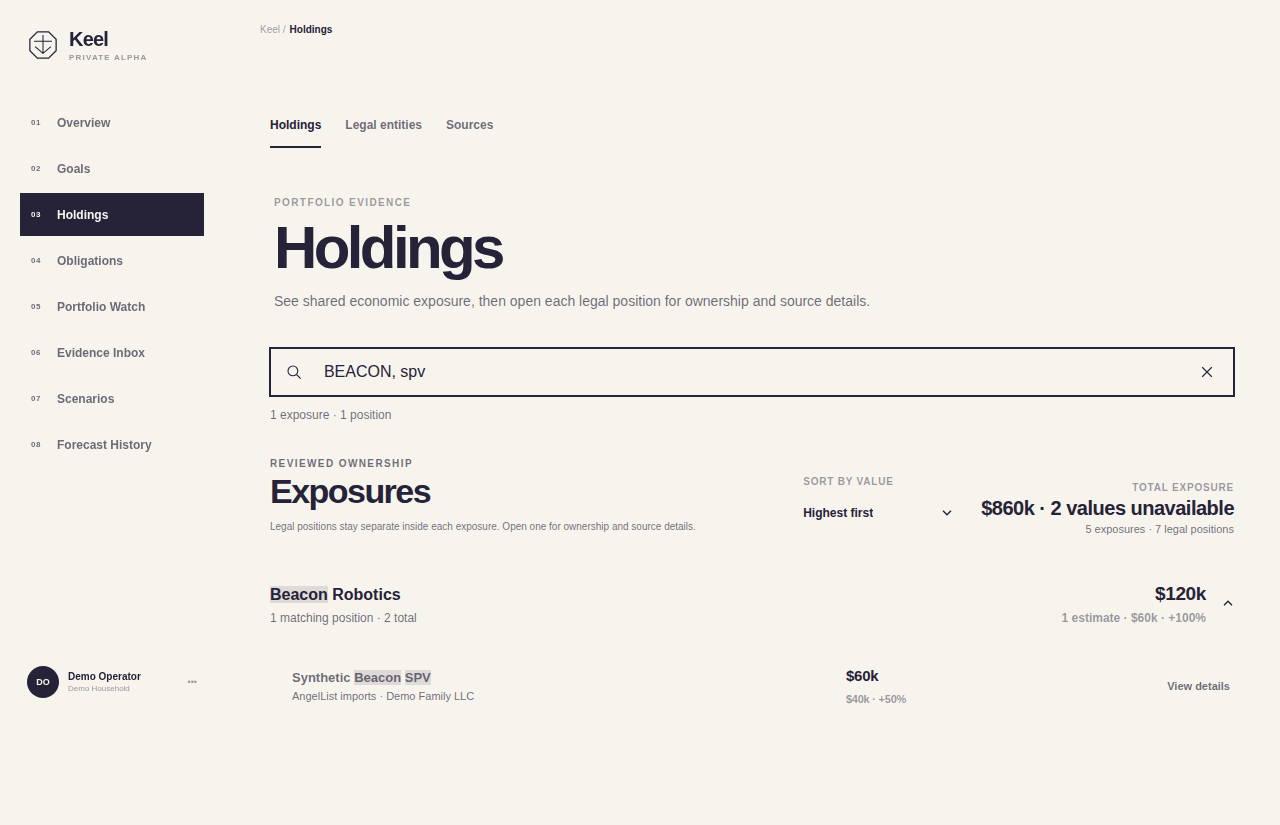 Keel
PRIVATE ALPHA
Keel / Holdings
01 Overview
02 Goals
03 Holdings
04 Obligations
05 Portfolio Watch
06 Evidence Inbox
07 Scenarios
08 Forecast History
DO Demo Operator
Demo Household
Holdings Legal entities Sources
PORTFOLIO EVIDENCE
Holdings
See shared economic exposure, then open each legal position for ownership and source details.
BEACON, spv
1 exposure · 1 position
REVIEWED OWNERSHIP
Exposures
Legal positions stay separate inside each exposure. Open one for ownership and source details.
SORT BY VALUE
Highest first
TOTAL EXPOSURE
$860k · 2 values unavailable
5 exposures · 7 legal positions
Beacon Robotics
1 matching position · 2 total
$120k
1 estimate · $60k · +100%
Synthetic Beacon SPV
AngelList imports · Demo Family LLC
$60k
$40k · +50%
View details